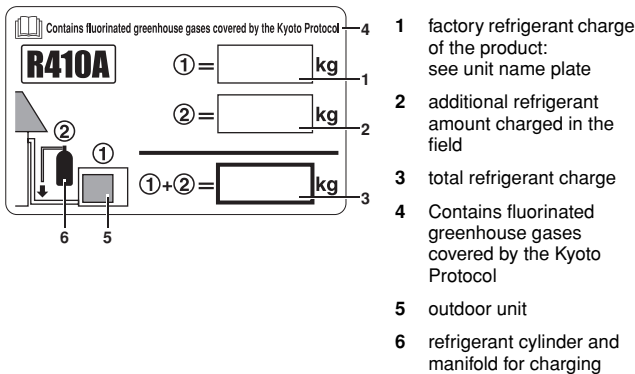 Contains fluorinated greenhouse gases covered by the Kyoto Protocol
4
R410A
①=
kg
1
②=
kg
2
②
①
①+②=
kg
3
6
5
1 factory refrigerant charge
of the product:
see unit name plate
2 additional refrigerant
amount charged in the
field
3 total refrigerant charge
4 Contains fluorinated
greenhouse gases
covered by the Kyoto
Protocol
5 outdoor unit
6 refrigerant cylinder and
manifold for charging